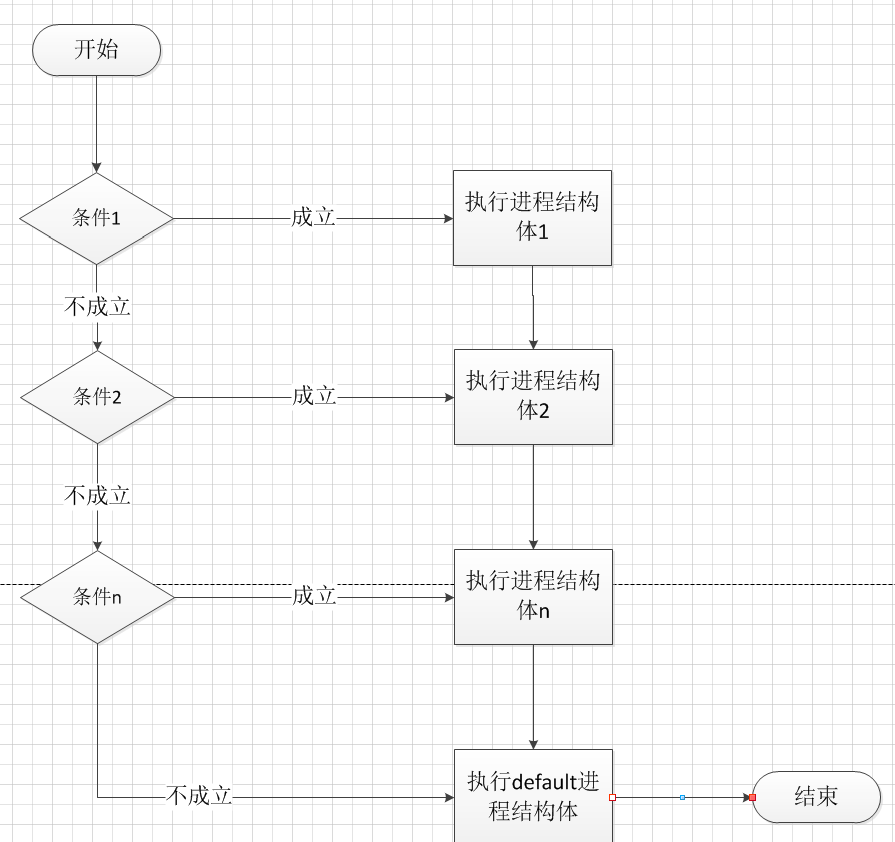 开始
条件1
成立
执行进程结构
体1
不成立
条件2
成立
执行进程结构
体2
不成立
条件n
成立
执行进程结构
体n
不成立
执行default进
程结构体
结束